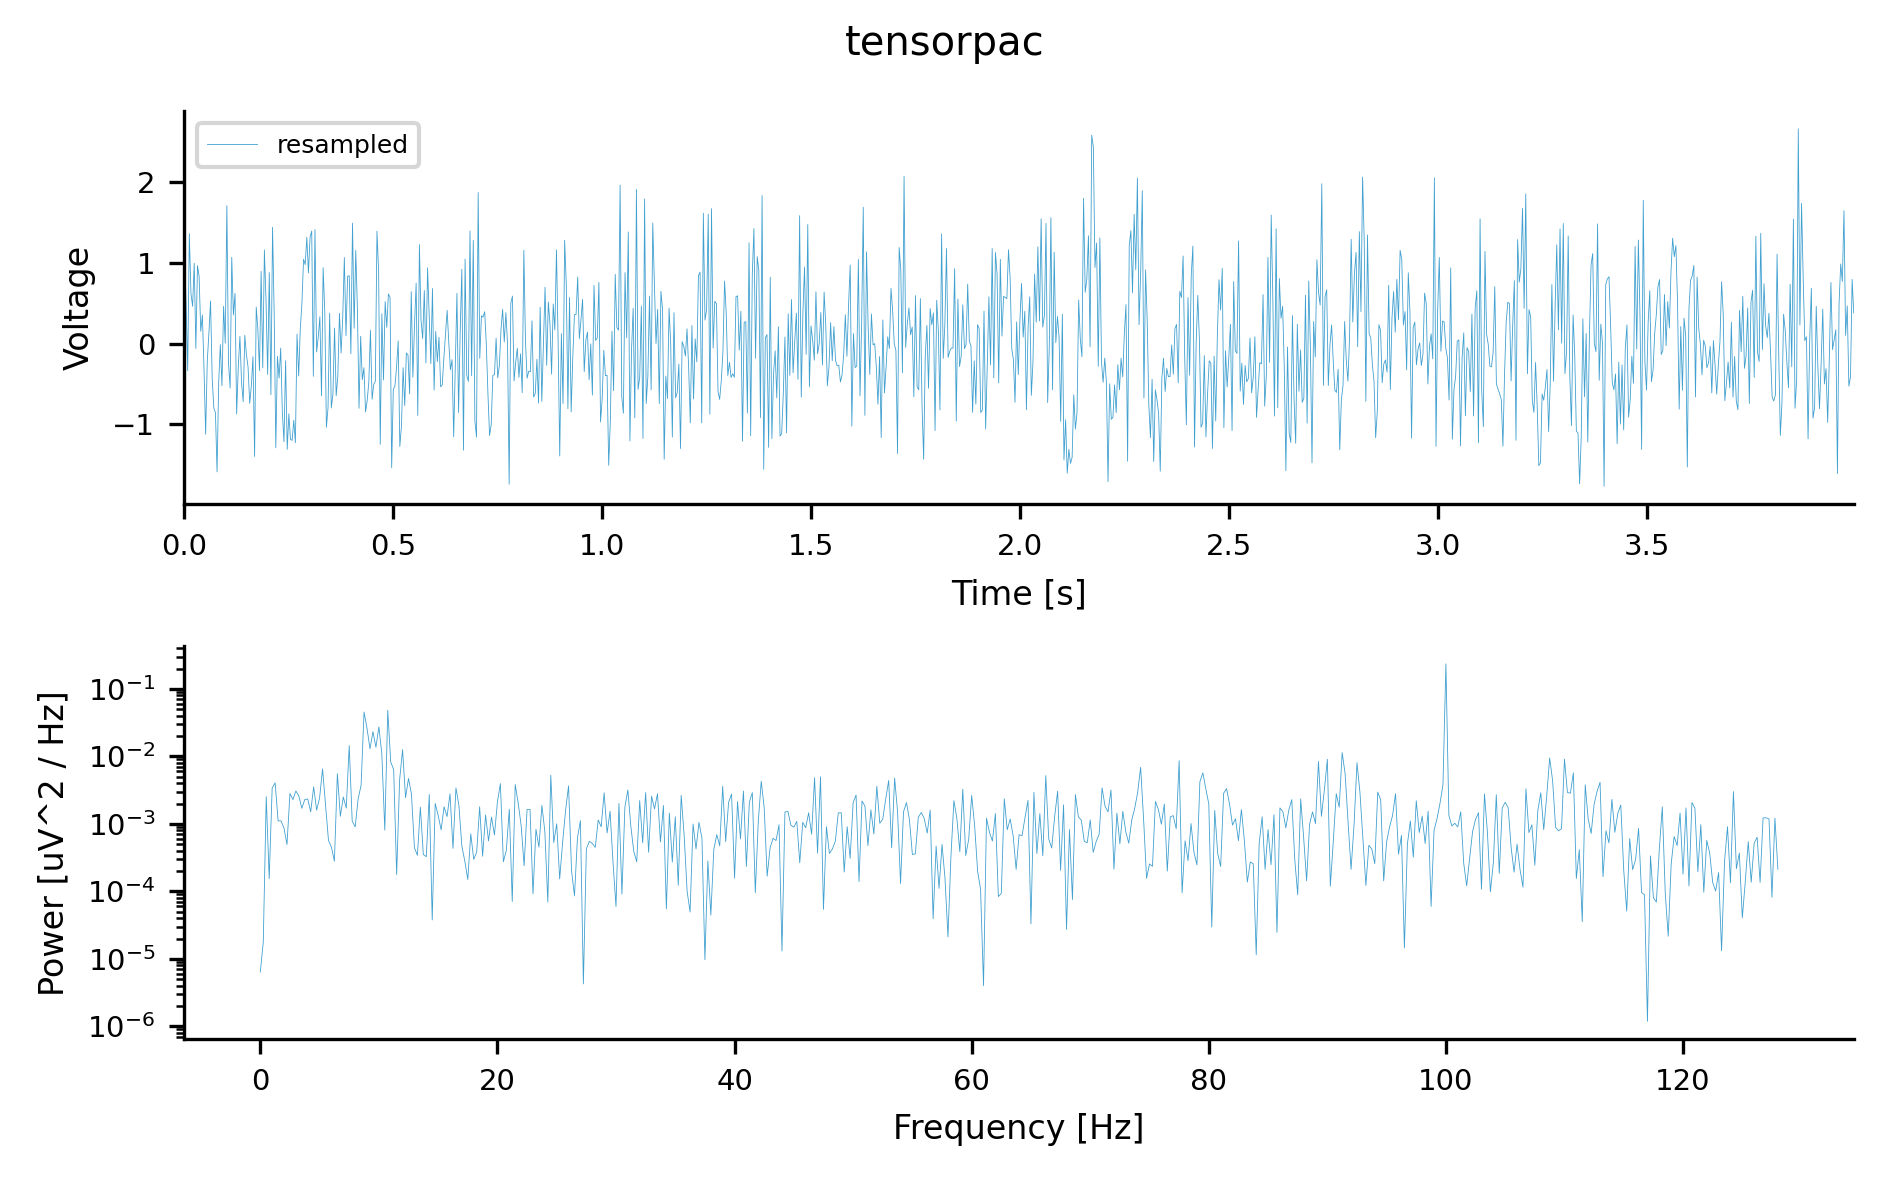 tensorpac
resampled
Voltage
2
1
0
−1
0.0 0.5 1.0 1.5 2.0 2.5 3.0 3.5
Time [s]
Power [uV^2 / Hz]
10⁻¹
10⁻²
10⁻³
10⁻⁴
10⁻⁵
10⁻⁶
0 20 40 60 80 100 120
Frequency [Hz]